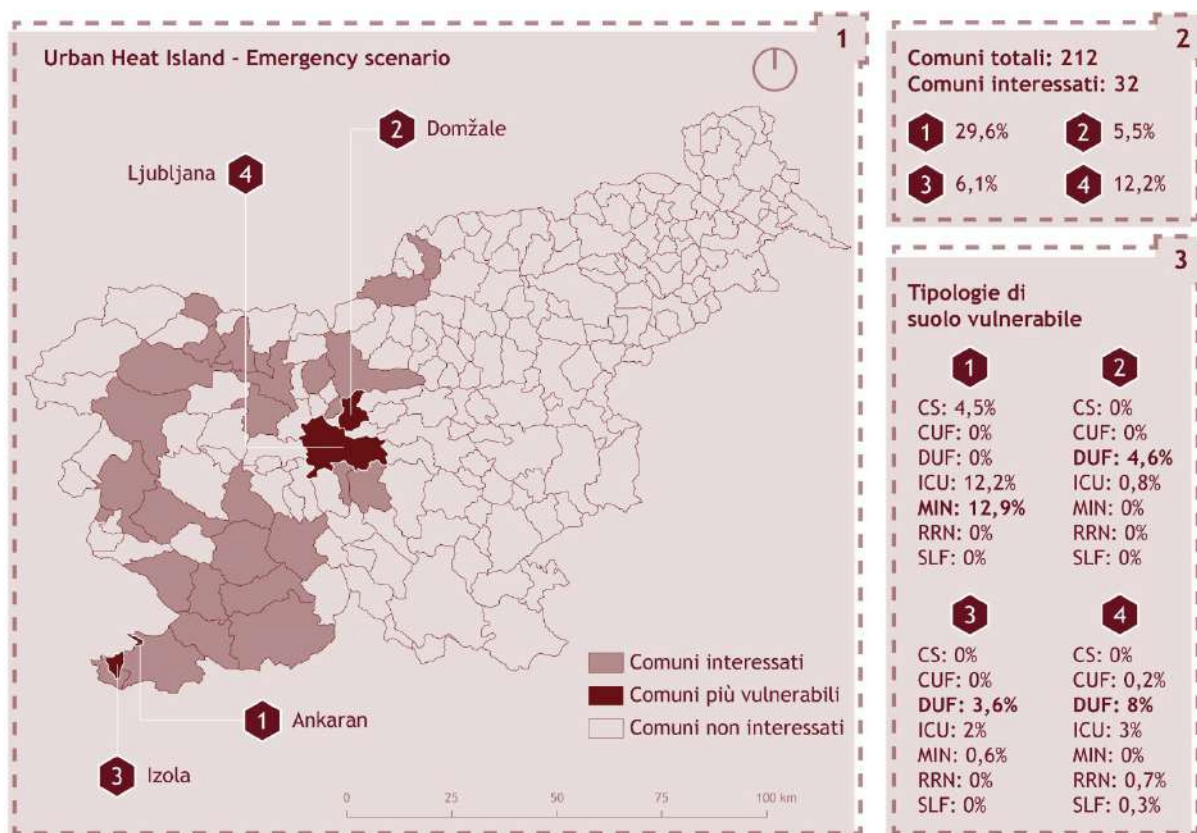 1
Urban Heat Island - Emergency scenario
2 Domžale
Ljubljana 4
Comuni interessati
Comuni più vulnerabili
Comuni non interessati
1 Ankaran
3 Izola
0 25 50 75 100 km
2
Comuni totali: 212
Comuni interessati: 32
1 29,6% 2 5,5%
3 6,1% 4 12,2%
3
Tipologie di
suolo vulnerabile
1
CS: 4,5%
CUF: 0%
DUF: 0%
ICU: 12,2%
MIN: 12,9%
RRN: 0%
SLF: 0%
2
CS: 0%
CUF: 0%
DUF: 4,6%
ICU: 0,8%
MIN: 0%
RRN: 0%
SLF: 0%
3
CS: 0%
CUF: 0%
DUF: 3,6%
ICU: 2%
MIN: 0,6%
RRN: 0%
SLF: 0%
4
CS: 0%
CUF: 0,2%
DUF: 8%
ICU: 3%
MIN: 0%
RRN: 0,7%
SLF: 0,3%